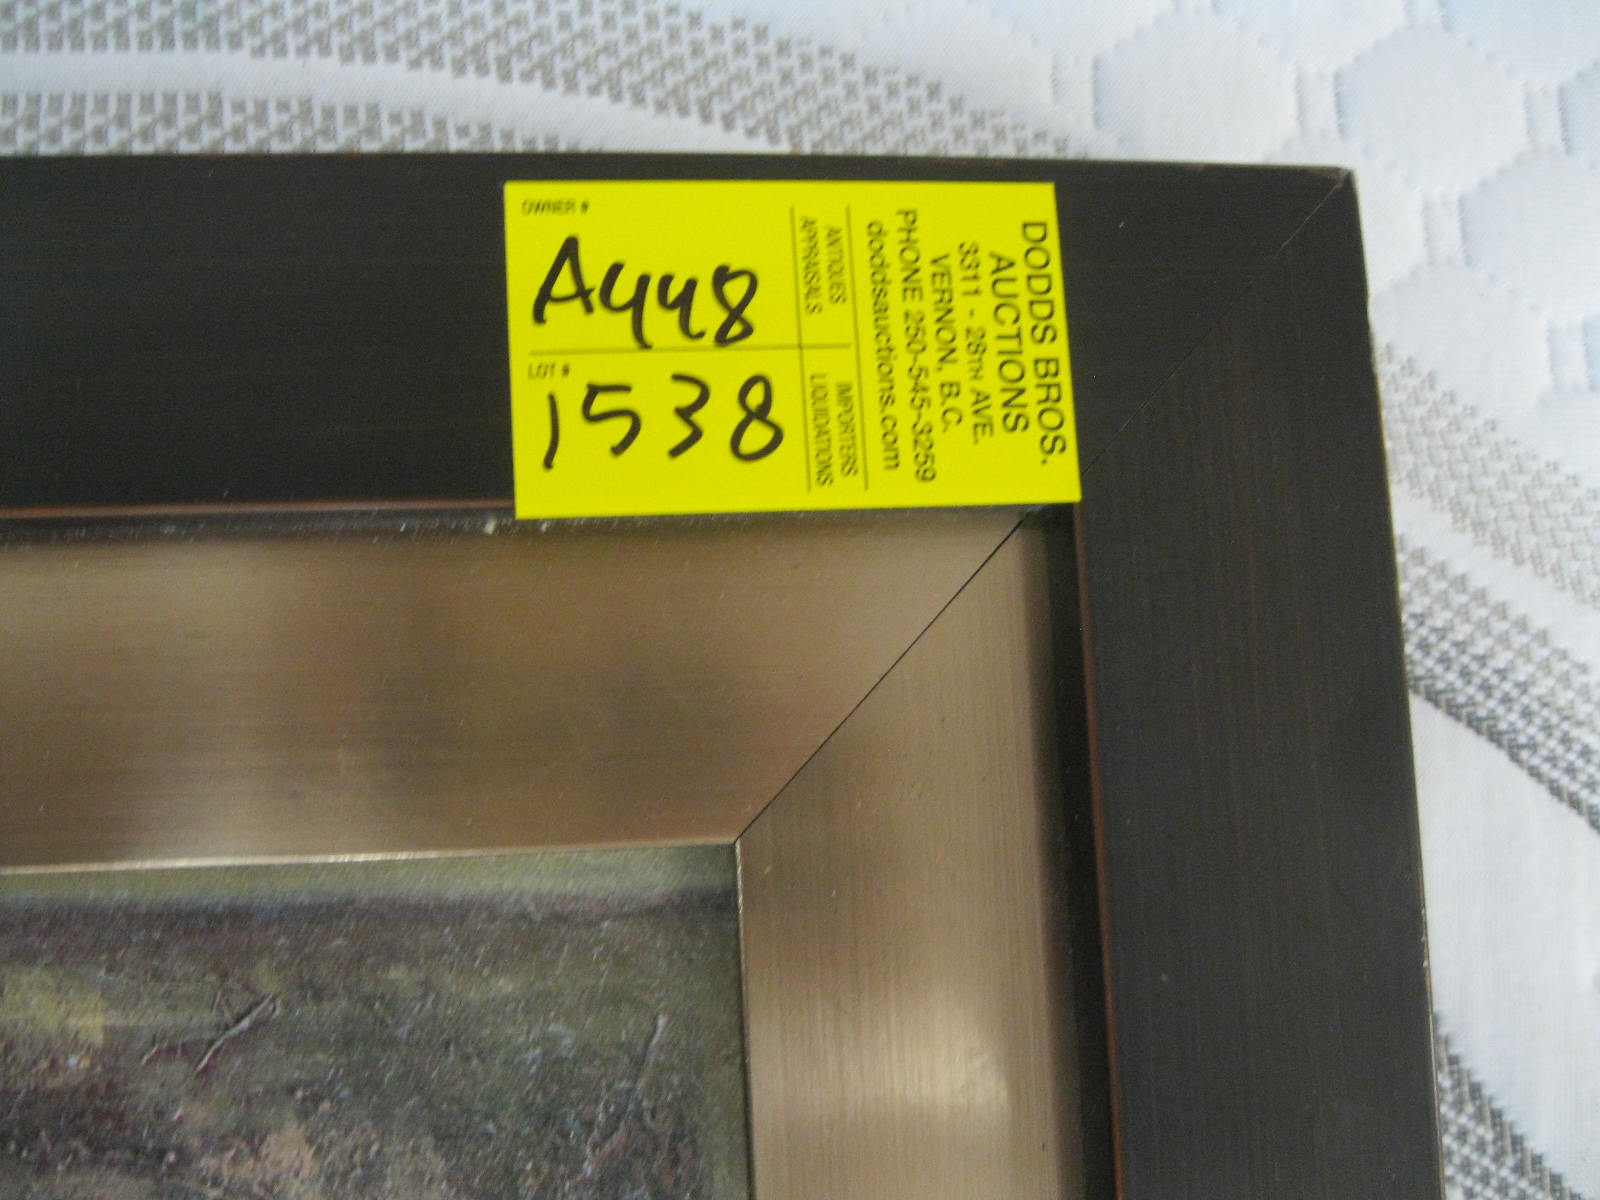 OWNER #
A448
LOT #
1538
ANTIQUES
APPRAISALS
IMPORTERS
LIQUIDATIONS
DODDS BROS.
AUCTIONS
3311 - 28TH AVE.
VERNON, B.C.
PHONE 250-545-3259
doddsauctions.com